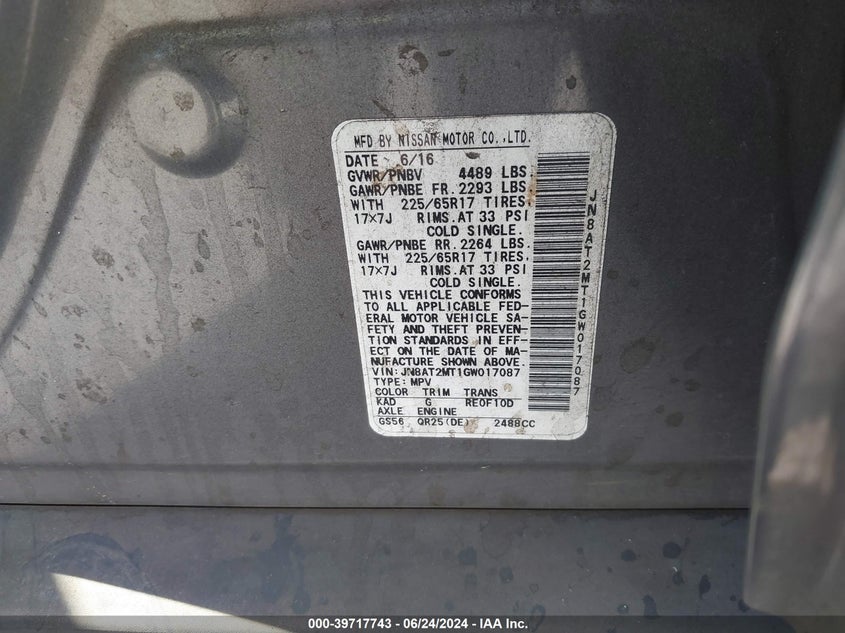 MFD BY NISSAN MOTOR CO.,LTD.
DATE 6/16
GVWR/PNBV 4489 LBS.
GAWR/PNBE FR. 2293 LBS.
WITH 225/65R17 TIRES,
17×7J RIMS.AT 33 PSI
COLD SINGLE.
GAWR/PNBE RR. 2264 LBS.
WITH 225/65R17 TIRES,
17×7J RIMS.AT 33 PSI
COLD SINGLE.
THIS VEHICLE CONFORMS
TO ALL APPLICABLE FED-
ERAL MOTOR VEHICLE SA-
FETY AND THEFT PREVEN-
TION STANDARDS IN EFF-
ECT ON THE DATE OF MA-
NUFACTURE SHOWN ABOVE.
VIN: JN8AT2MT1GW017087
TYPE: MPV
COLOR TRIM TRANS
KAD G RE0F10D
AXLE ENGINE
GS56 QR25(DE) 2488CC
JN8AT2MT1GW017087
000-39717743 - 06/24/2024 - IAA Inc.